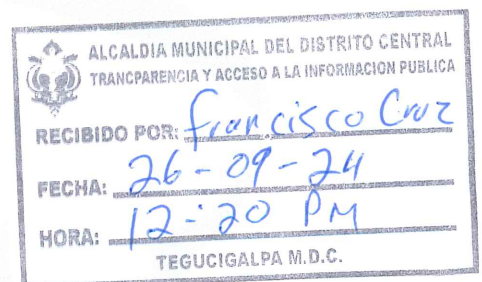 ALCALDIA MUNICIPAL DEL DISTRITO CENTRAL
TRANCPARENCIA Y ACCESO A LA INFORMACION PUBLICA
RECIBIDO POR: Francisco Cruz
FECHA: 26-09-24
HORA: 12-20 PM
TEGUCIGALPA M.D.C.